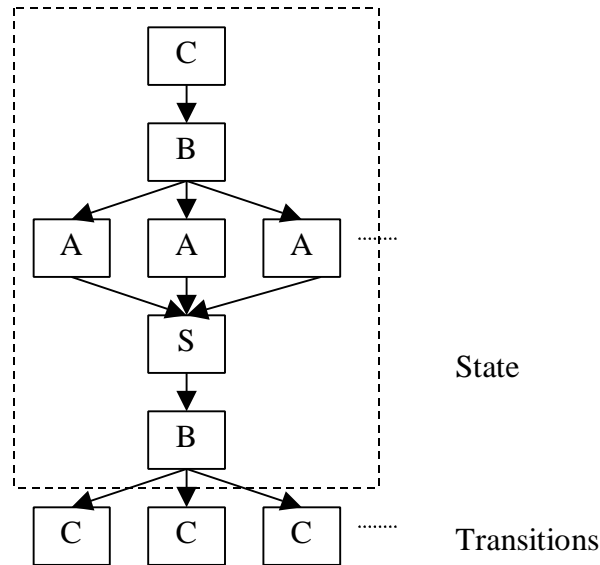 C
B
A A A ........
S
State
B
C C C ........
Transitions